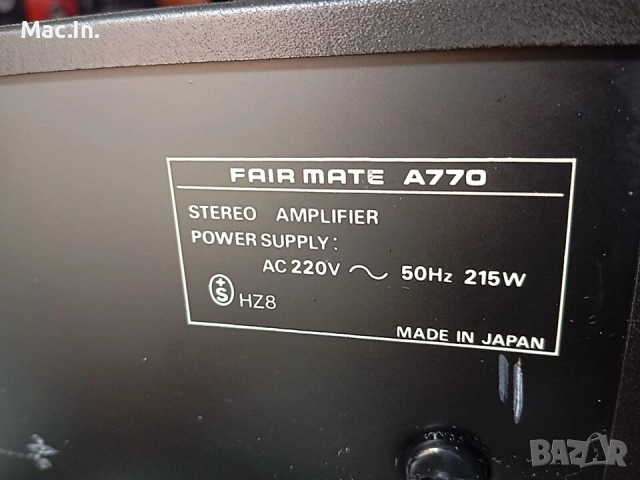 Mac.In.
FAIR MATE A770
STEREO AMPLIFIER
POWER SUPPLY:
AC 220V ~ 50Hz 215W
+S HZ8
MADE IN JAPAN
BAZAR